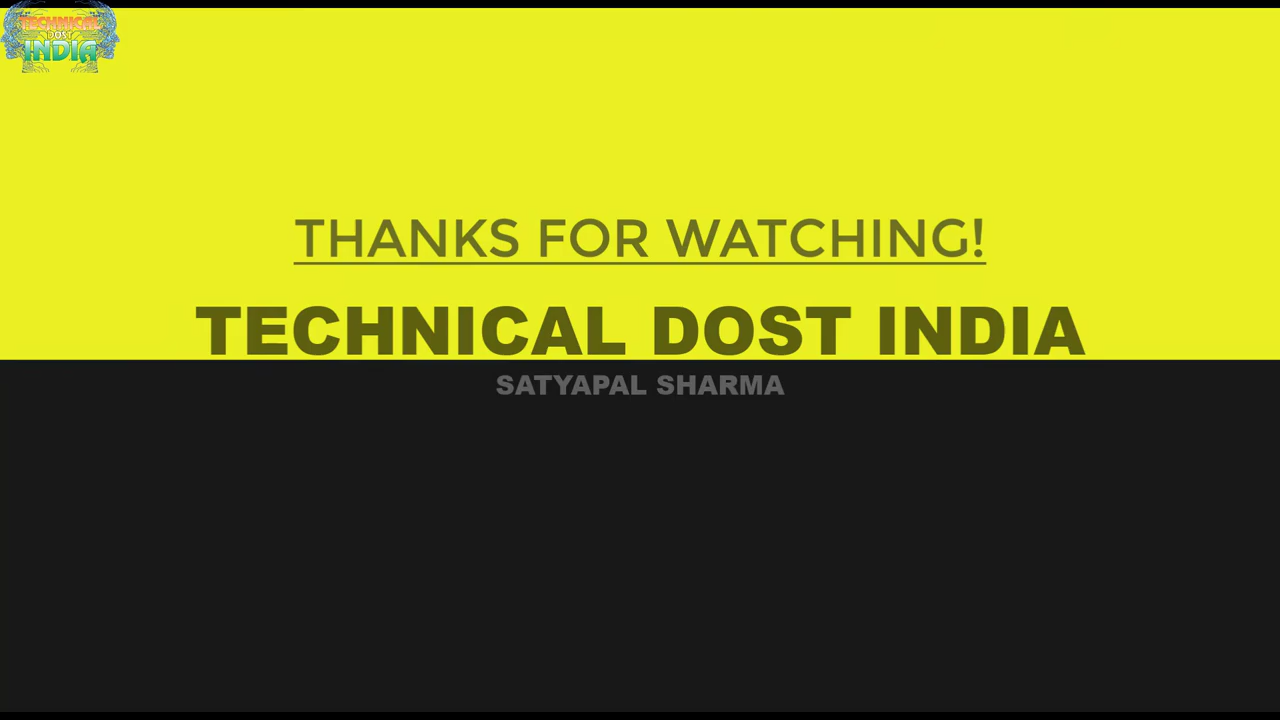 TECHNICAL
DOST
INDIA
THANKS FOR WATCHING!
TECHNICAL DOST INDIA
SATYAPAL SHARMA